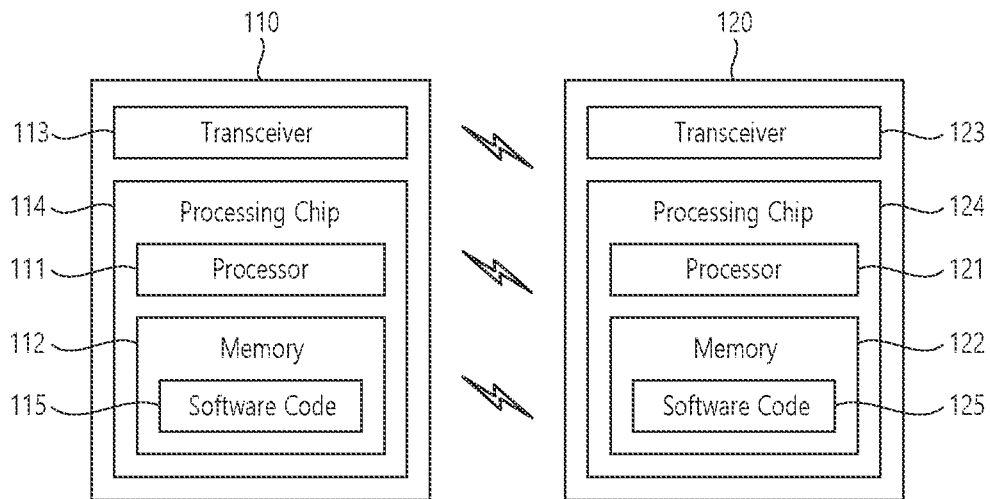 110
120
113
Transceiver
Transceiver
123
114
Processing Chip
Processing Chip
124
111
Processor
Processor
121
112
Memory
Memory
122
115
Software Code
Software Code
125